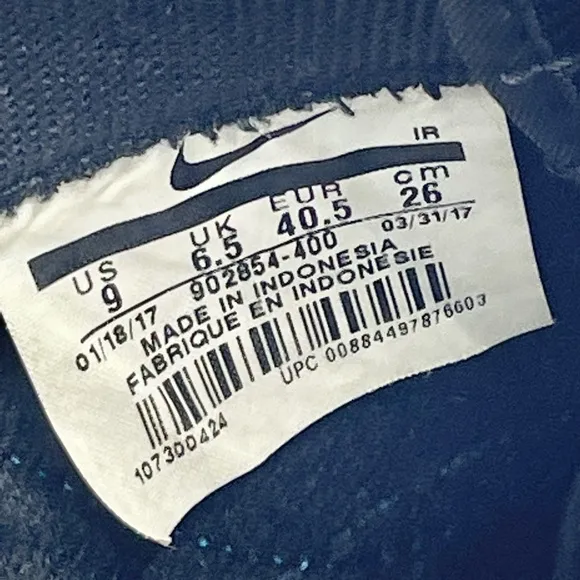 IR
US UK EUR cm
9 6.5 40.5 26
01/18/17 902854-400 03/31/17
MADE IN INDONESIA
FABRIQUE EN INDONESIE
UPC 00884497876603
107300424